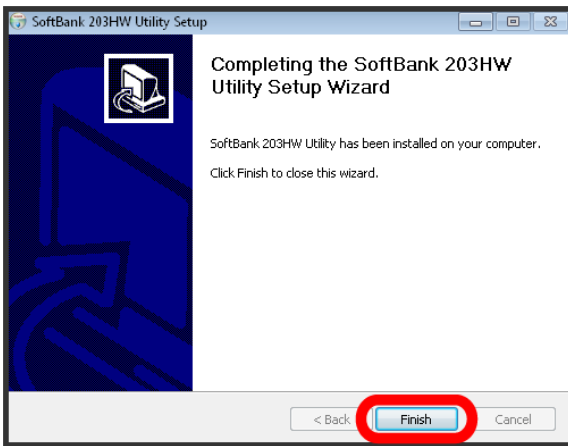 SoftBank 203HW Utility Setup
Completing the SoftBank 203HW
Utility Setup Wizard
SoftBank 203HW Utility has been installed on your computer.
Click Finish to close this wizard.
< Back Finish Cancel